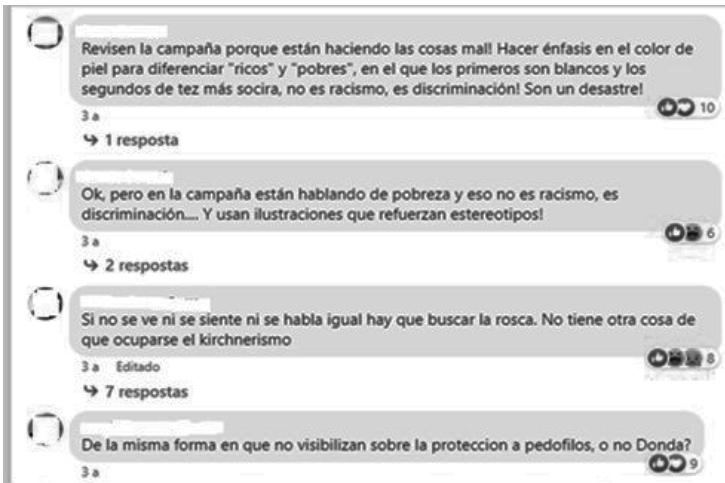 Revisen la campaña porque están haciendo las cosas mal! Hacer énfasis en el color de
piel para diferenciar "ricos" y "pobres", en el que los primeros son blancos y los
segundos de tez más socira, no es racismo, es discriminación! Son un desastre!
10
3 a
1 resposta
Ok, pero en la campaña están hablando de pobreza y eso no es racismo, es
discriminación.... Y usan ilustraciones que refuerzan estereotipos!
6
3 a
2 respostas
Si no se ve ni se siente ni se habla igual hay que buscar la rosca. No tiene otra cosa de
que ocuparse el kirchnerismo
8
3 a Editado
7 respostas
De la misma forma en que no visibilizan sobre la proteccion a pedofilos, o no Donda?
9
3 a